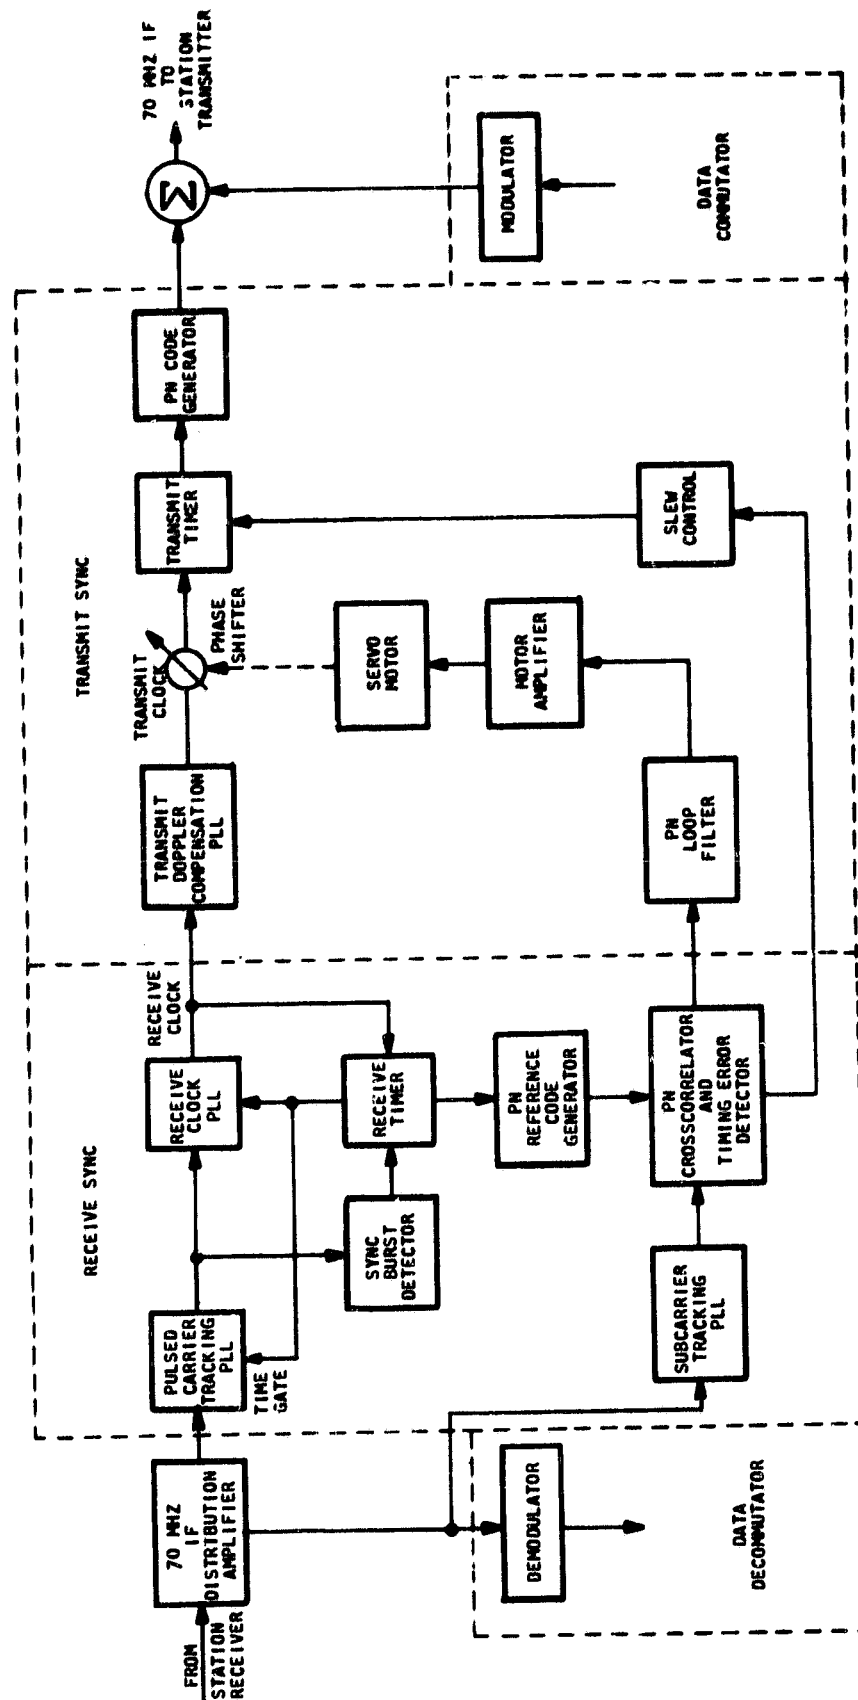 FROM
STATION
RECEIVER
70 MHZ
IF
DISTRIBUTION
AMPLIFIER
RECEIVE SYNC
PULSED
CARRIER
TRACKING
PLL
TIME
GATE
SYNC
BURST
DETECTOR
RECEIVE
CLOCK
PLL
RECEIVE
CLOCK
RECEIVE
TIMER
PN
REFERENCE
CODE
GENERATOR
SUBCARRIER
TRACKING
PLL
PN
CROSSCORRELATOR
AND
TIMING ERROR
DETECTOR
DEMODULATOR
DATA
DECOMMUTATOR
TRANSMIT SYNC
TRANSMIT
DOPPLER
COMPENSATION
PLL
TRANSMIT
CLOCK
PHASE
SHIFTER
TRANSMIT
TIMER
PN CODE
GENERATOR
SERVO
MOTOR
MOTOR
AMPLIFIER
PN
LOOP
FILTER
SLEW
CONTROL
Σ
70 MHZ IF
TO
STATION
TRANSMITTER
MODULATOR
DATA
COMMUTATOR